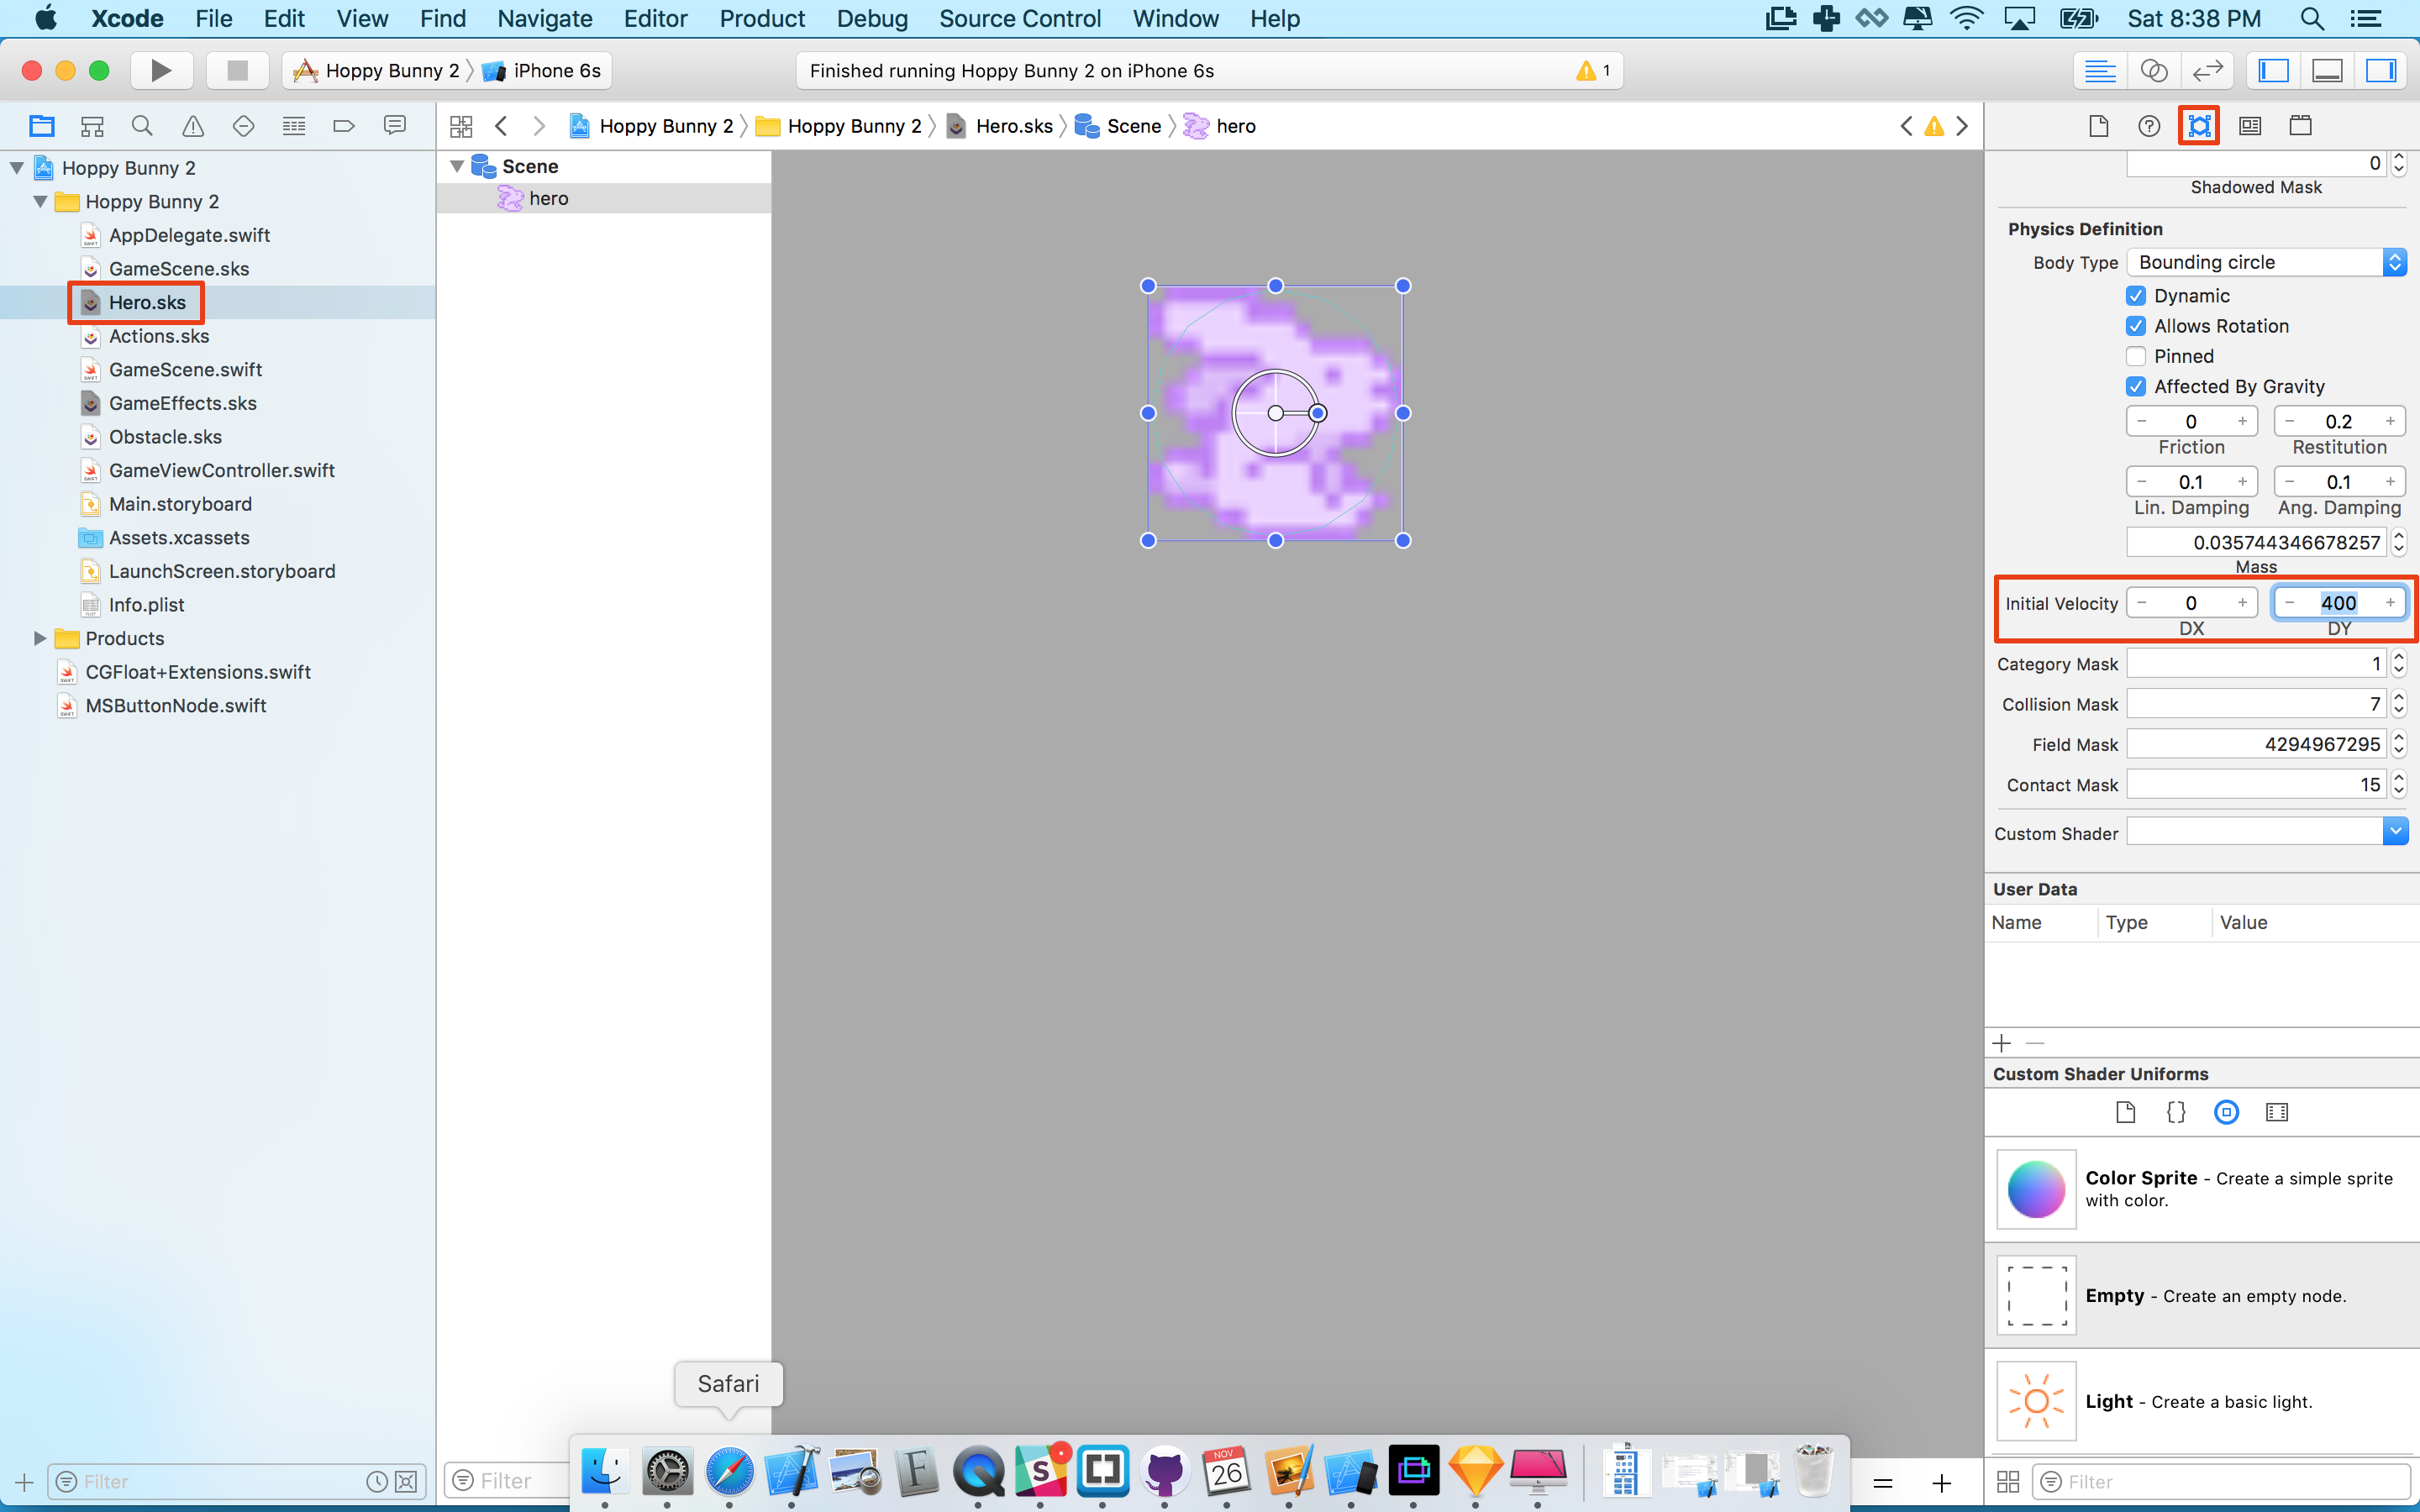 Xcode File Edit View Find Navigate Editor Product Debug Source Control Window Help Sat 8:38 PM
Hoppy Bunny 2 iPhone 6s
Finished running Hoppy Bunny 2 on iPhone 6s 1
Hoppy Bunny 2 Hoppy Bunny 2 Hero.sks Scene hero
Hoppy Bunny 2
Hoppy Bunny 2
AppDelegate.swift
GameScene.sks
Hero.sks
Actions.sks
GameScene.swift
GameEffects.sks
Obstacle.sks
GameViewController.swift
Main.storyboard
Assets.xcassets
LaunchScreen.storyboard
Info.plist
Products
CGFloat+Extensions.swift
MSButtonNode.swift
Filter
Scene
hero
Filter
Safari
NOV
26
0
Shadowed Mask
Physics Definition
Body Type Bounding circle
Dynamic
Allows Rotation
Pinned
Affected By Gravity
− 0 + − 0.2 +
Friction Restitution
− 0.1 + − 0.1 +
Lin. Damping Ang. Damping
0.035744346678257
Mass
Initial Velocity − 0 + − 400 +
DX DY
Category Mask 1
Collision Mask 7
Field Mask 4294967295
Contact Mask 15
Custom Shader
User Data
Name Type Value
Custom Shader Uniforms
Color Sprite - Create a simple sprite
with color.
Empty - Create an empty node.
Light - Create a basic light.
Filter